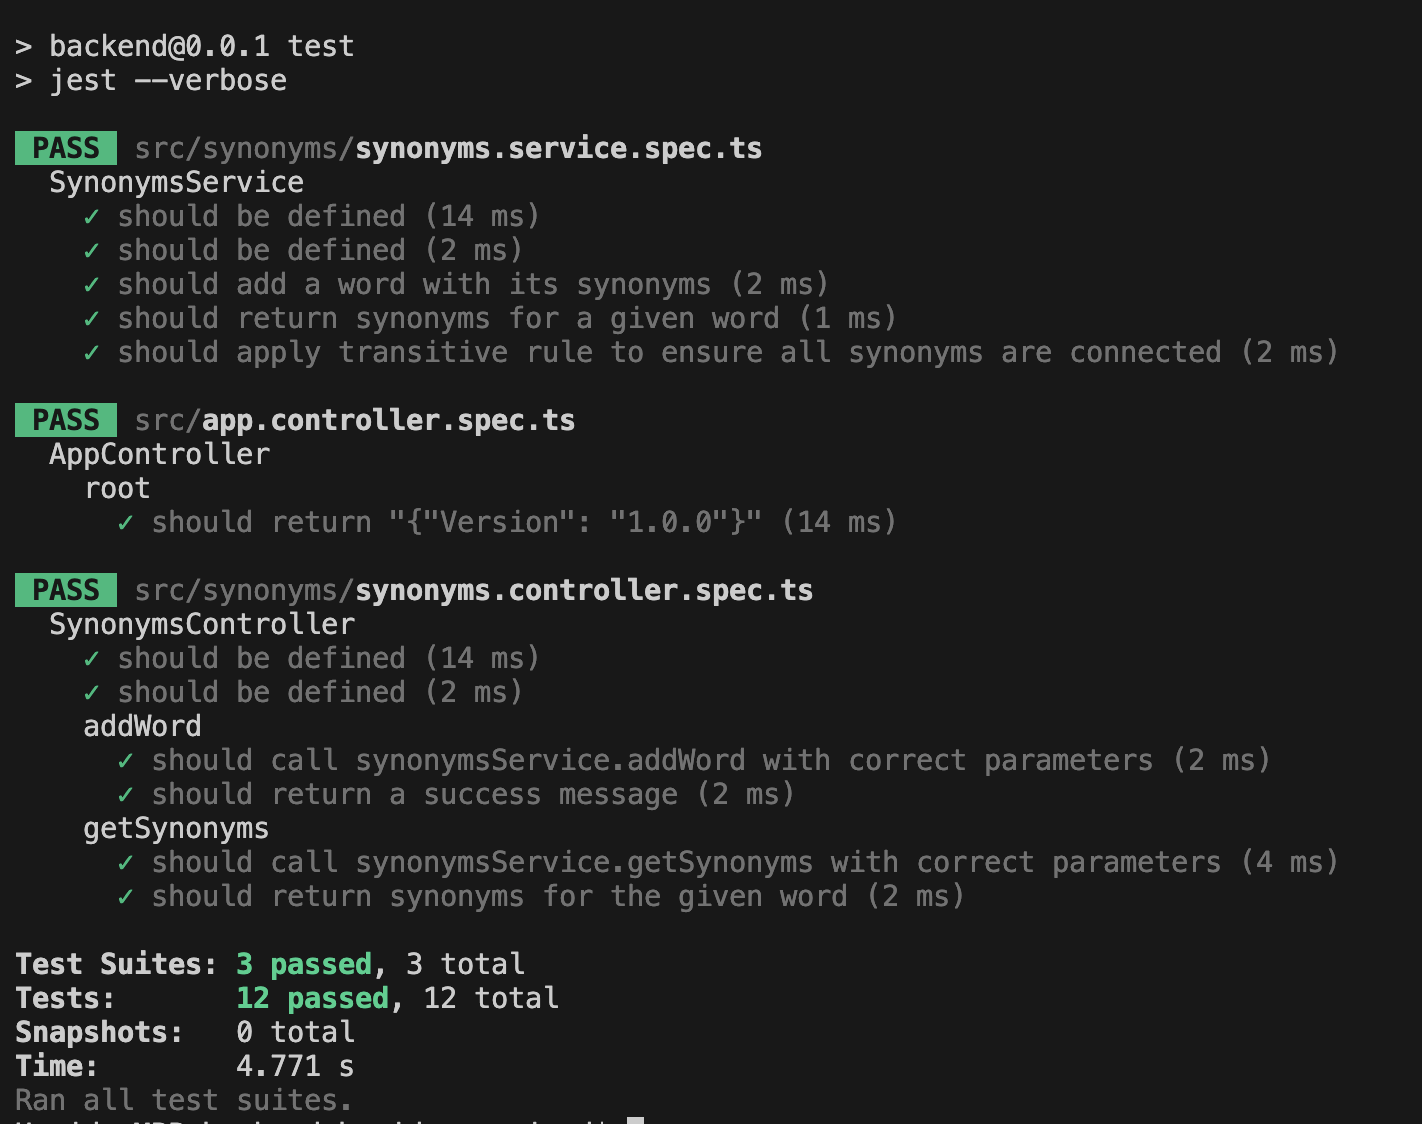 > backend@0.0.1 test
> jest --verbose
PASS src/synonyms/synonyms.service.spec.ts
SynonymsService
✓ should be defined (14 ms)
✓ should be defined (2 ms)
✓ should add a word with its synonyms (2 ms)
✓ should return synonyms for a given word (1 ms)
✓ should apply transitive rule to ensure all synonyms are connected (2 ms)
PASS src/app.controller.spec.ts
AppController
root
✓ should return "{"Version": "1.0.0"}" (14 ms)
PASS src/synonyms/synonyms.controller.spec.ts
SynonymsController
✓ should be defined (14 ms)
✓ should be defined (2 ms)
addWord
✓ should call synonymsService.addWord with correct parameters (2 ms)
✓ should return a success message (2 ms)
getSynonyms
✓ should call synonymsService.getSynonyms with correct parameters (4 ms)
✓ should return synonyms for the given word (2 ms)
Test Suites: 3 passed, 3 total
Tests: 12 passed, 12 total
Snapshots: 0 total
Time: 4.771 s
Ran all test suites.